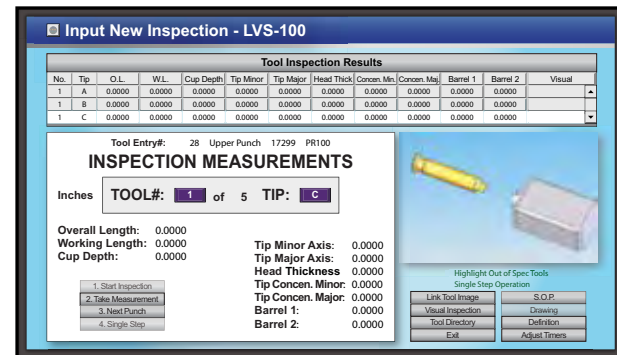 Input New Inspection - LVS-100
Tool Inspection Results
No. Tip O.L. W.L. Cup Depth Tip Minor Tip Major Head Thick Concen. Min. Concen. Maj. Barrel 1 Barrel 2 Visual
1 A 0.0000 0.0000 0.0000 0.0000 0.0000 0.0000 0.0000 0.0000 0.0000 0.0000
1 B 0.0000 0.0000 0.0000 0.0000 0.0000 0.0000 0.0000 0.0000 0.0000 0.0000
1 C 0.0000 0.0000 0.0000 0.0000 0.0000 0.0000 0.0000 0.0000 0.0000 0.0000
Tool Entry#: 28 Upper Punch 17299 PR100
INSPECTION MEASUREMENTS
Inches TOOL#: 1 of 5 TIP: C
Overall Length: 0.0000
Working Length: 0.0000
Cup Depth: 0.0000
Tip Minor Axis: 0.0000
Tip Major Axis: 0.0000
Head Thickness 0.0000
Tip Concen. Minor: 0.0000
Tip Concen. Major: 0.0000
Barrel 1: 0.0000
Barrel 2: 0.0000
1. Start Inspection
2. Take Measurement
3. Next Punch
4. Single Step
Highlight Out of Spec Tools
Single Step Operation
Link Tool Image S.O.P.
Visual Inspection Drawing
Tool Directory Definition
Exit Adjust Timers